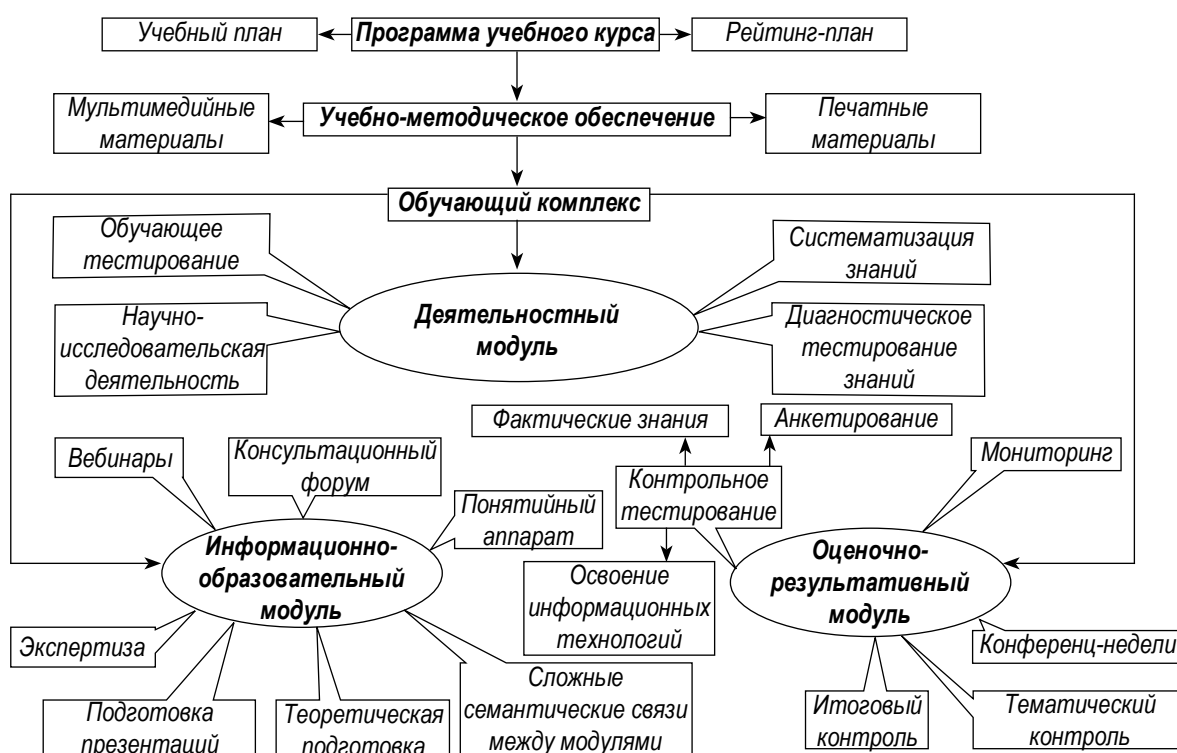 Учебный план
Программа учебного курса
Рейтинг-план
Мультимедийные
материалы
Учебно-методическое обеспечение
Печатные
материалы
Обучающий комплекс
Обучающее
тестирование
Систематизация
знаний
Деятельностный
модуль
Научно-
исследовательская
деятельность
Диагностическое
тестирование
знаний
Фактические знания
Анкетирование
Вебинары
Консультационный
форум
Контрольное
тестирование
Мониторинг
Понятийный
аппарат
Информационно-
образовательный
модуль
Освоение
информационных
технологий
Оценочно-
результативный
модуль
Экспертиза
Конференц-недели
Подготовка
презентаций
Теоретическая
подготовка
Сложные
семантические связи
между модулями
Итоговый
контроль
Тематический
контроль